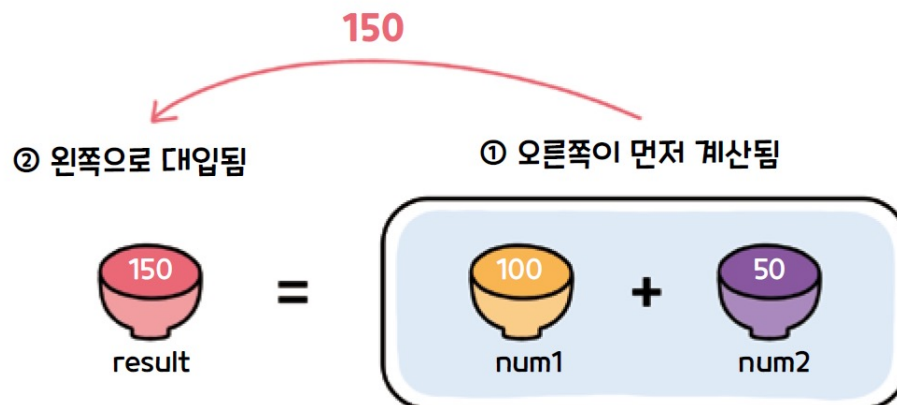 150
② 왼쪽으로 대입됨
① 오른쪽이 먼저 계산됨
150 = 100 + 50
result num1 num2